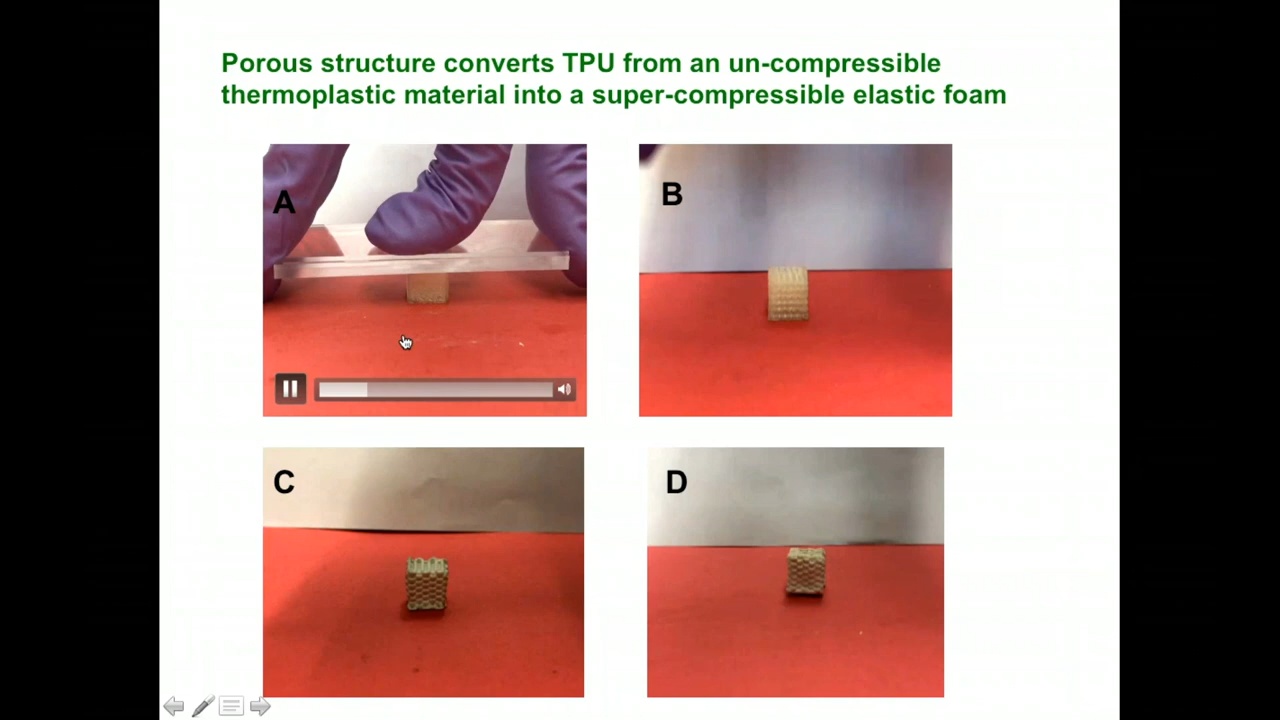 Porous structure converts TPU from an un-compressible
thermoplastic material into a super-compressible elastic foam
A
B
C
D